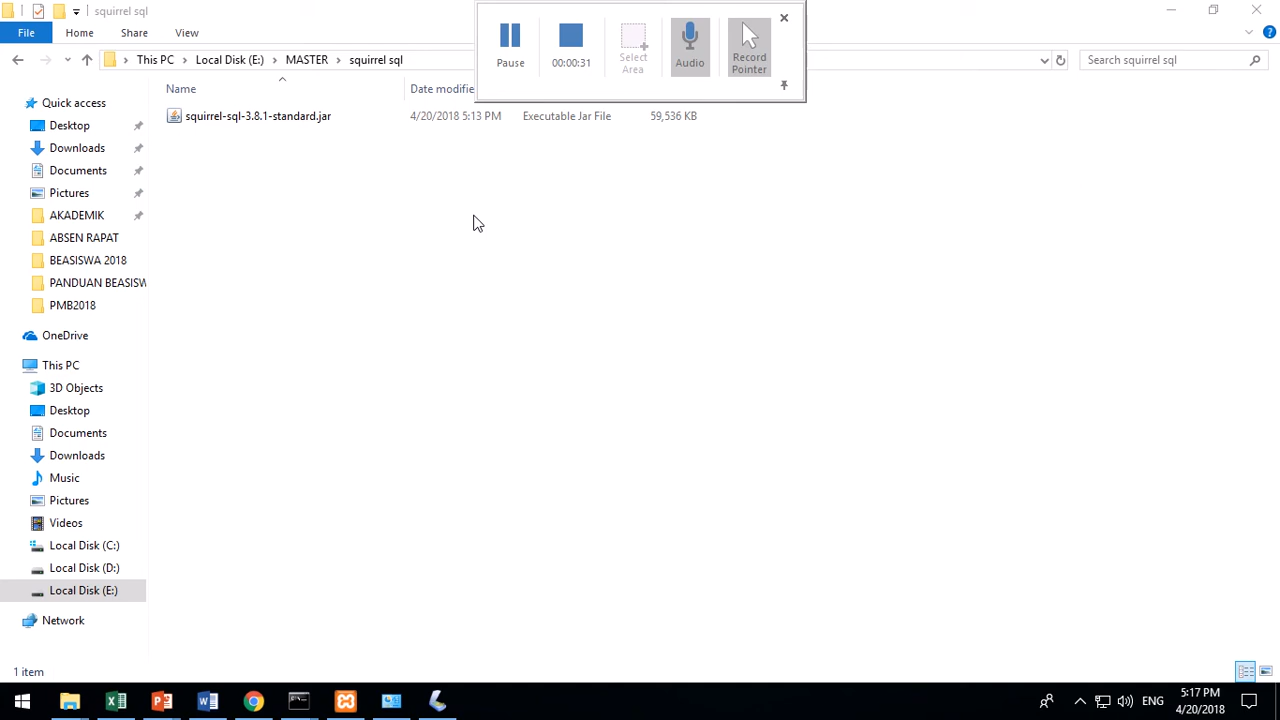 squirrel sql
File Home Share View
This PC Local Disk (E:) MASTER squirrel sql
Search squirrel sql
Pause
00:00:31
Select Area
Audio
Record Pointer
Name
Date modifie
squirrel-sql-3.8.1-standard.jar 4/20/2018 5:13 PM Executable Jar File 59,536 KB
Quick access
Desktop
Downloads
Documents
Pictures
AKADEMIK
ABSEN RAPAT
BEASISWA 2018
PANDUAN BEASISW
PMB2018
OneDrive
This PC
3D Objects
Desktop
Documents
Downloads
Music
Pictures
Videos
Local Disk (C:)
Local Disk (D:)
Local Disk (E:)
Network
1 item
ENG
5:17 PM
4/20/2018